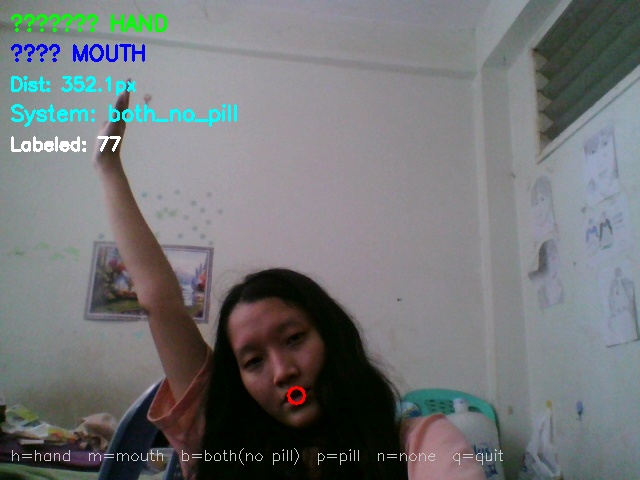 ??????? HAND
???? MOUTH
Dist: 352.1px
System: both_no_pill
Labeled: 77
h=hand m=mouth b=both(no pill) p=pill n=none q=quit